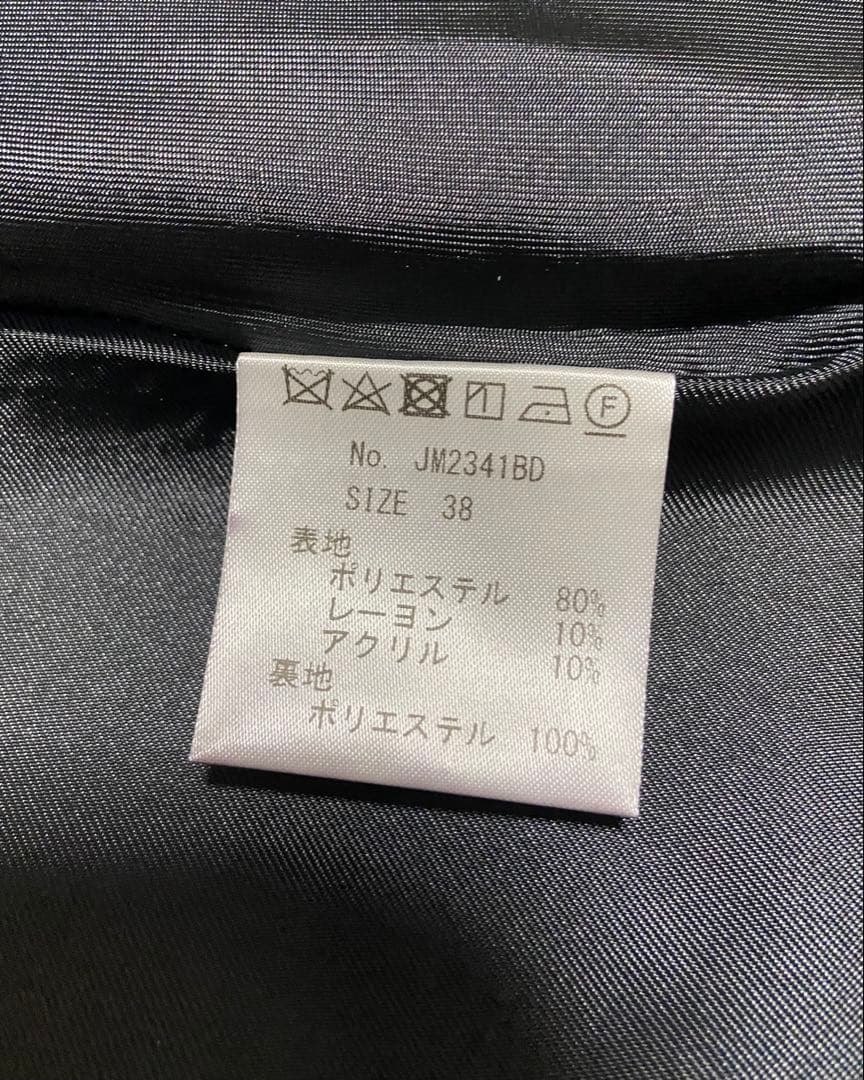 F
No. JM2341BD
SIZE 38
表地
ポリエステル 80%
レーヨン 10%
アクリル 10%
裏地
ポリエステル 100%